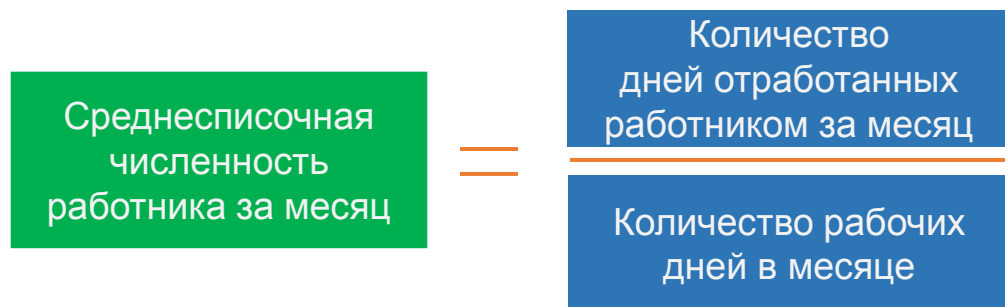 Среднесписочная
численность
работника за месяц
Количество
дней отработанных
работником за месяц
Количество рабочих
дней в месяце